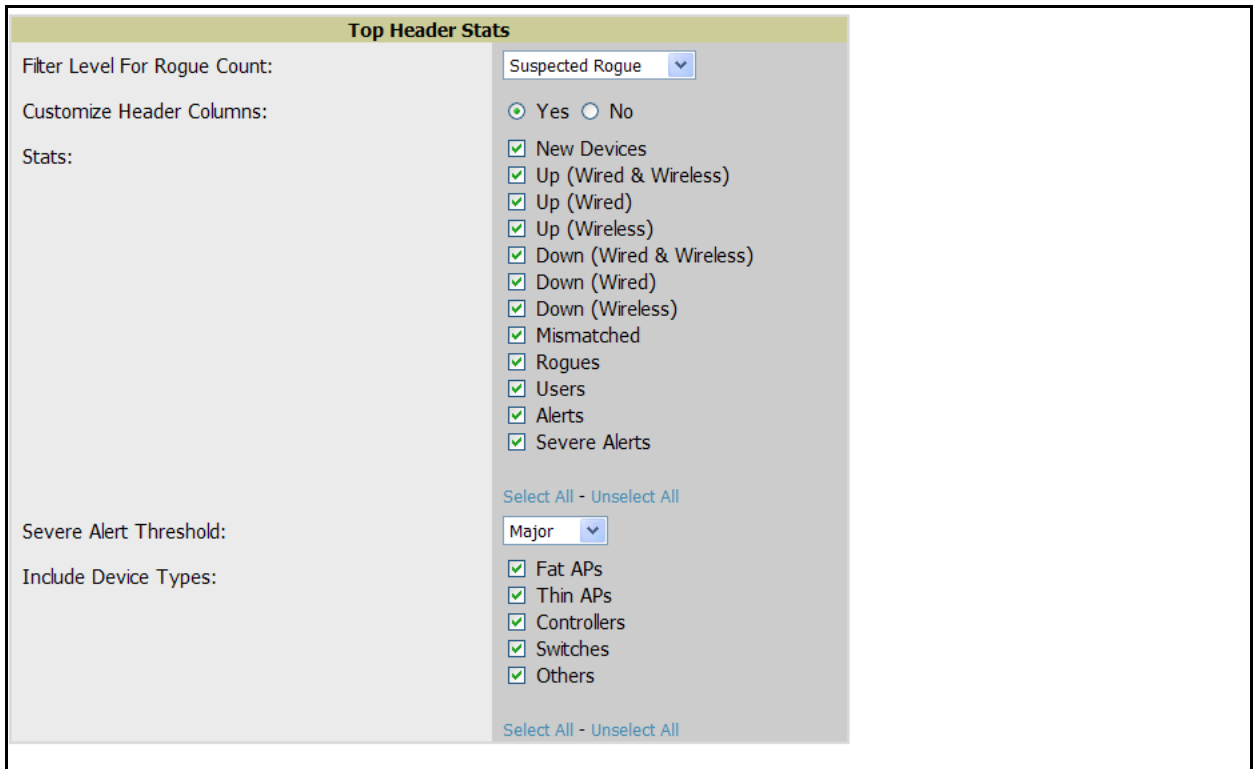 Top Header Stats
Filter Level For Rogue Count: Suspected Rogue
Customize Header Columns: Yes No
Stats: New Devices
Up (Wired & Wireless)
Up (Wired)
Up (Wireless)
Down (Wired & Wireless)
Down (Wired)
Down (Wireless)
Mismatched
Rogues
Users
Alerts
Severe Alerts
Select All - Unselect All
Severe Alert Threshold: Major
Include Device Types: Fat APs
Thin APs
Controllers
Switches
Others
Select All - Unselect All